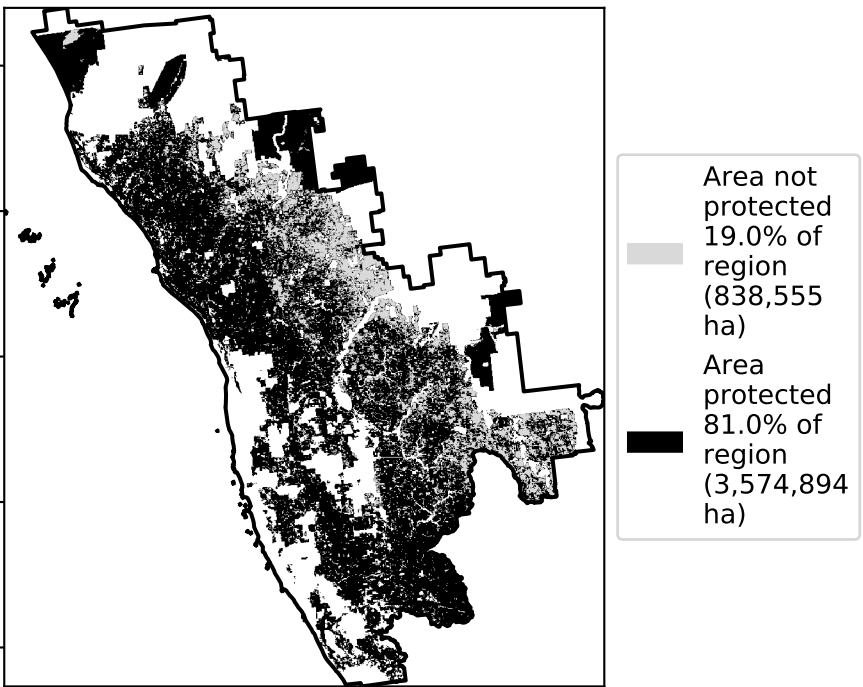 Area not
protected
19.0% of
region
(838,555
ha)
Area
protected
81.0% of
region
(3,574,894
ha)